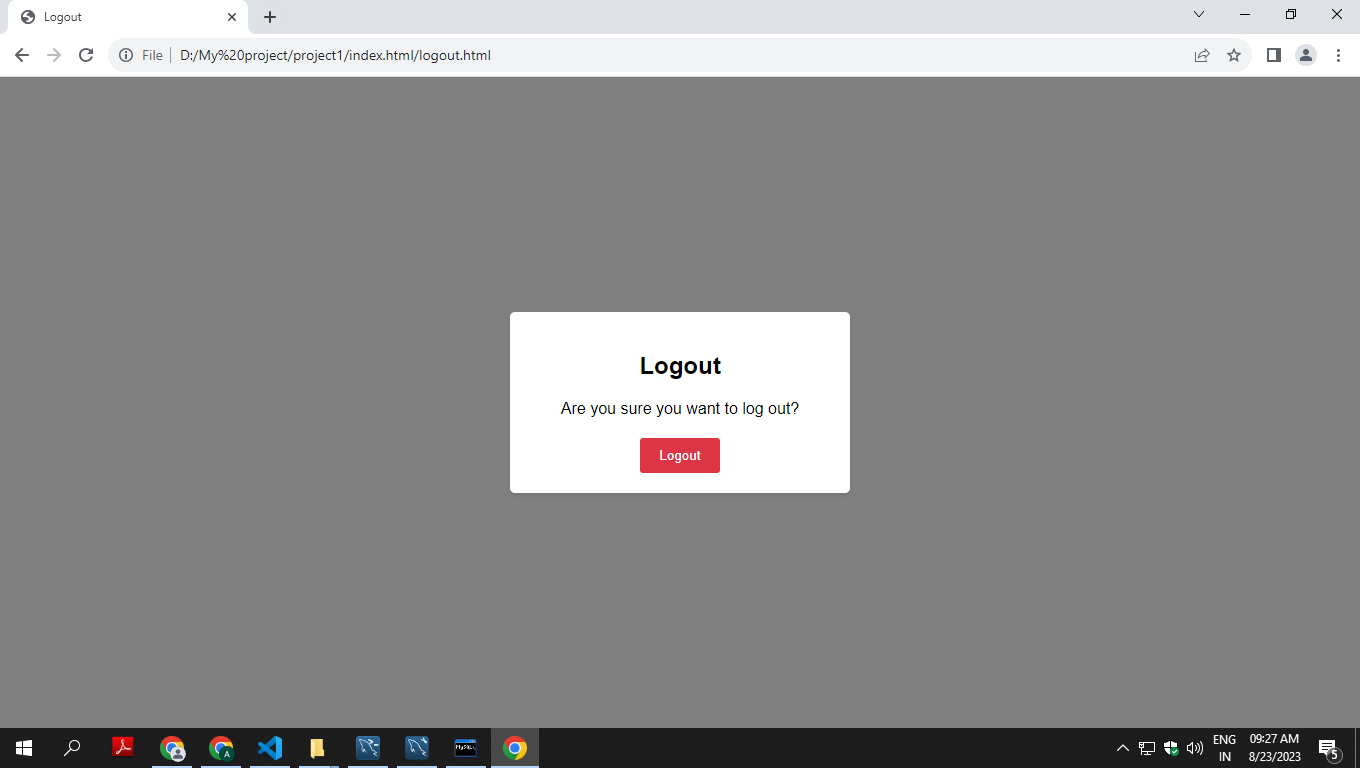 Logout
File
D:/My%20project/project1/index.html/logout.html
Logout
Are you sure you want to log out?
Logout
A
MySQL
ENG
IN
09:27 AM
8/23/2023
5